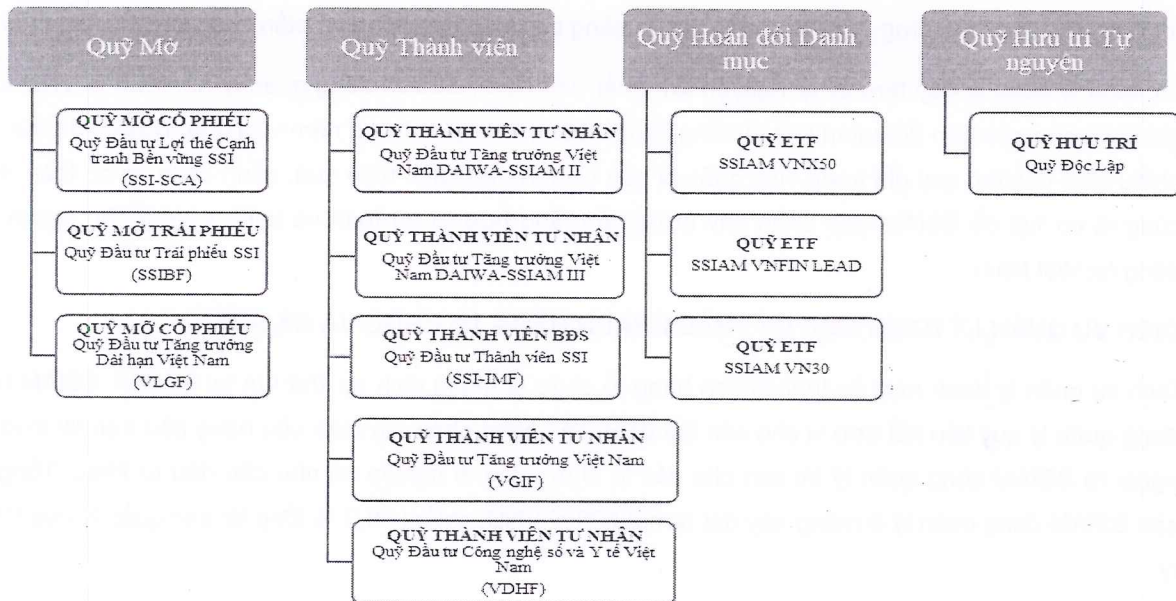 Quỹ Mở
QUỸ MỞ CỔ PHIẾU
Quỹ Đầu tư Lợi thế Cạnh
tranh Bền vững SSI
(SSI-SCA)
QUỸ MỞ TRÁI PHIẾU
Quỹ Đầu tư Trái phiếu SSI
(SSIBF)
QUỸ MỞ CỔ PHIẾU
Quỹ Đầu tư Tăng trưởng
Dài hạn Việt Nam
(VLGF)
Quỹ Thành viên
QUỸ THÀNH VIÊN TƯ NHÂN
Quỹ Đầu tư Tăng trưởng Việt
Nam DAIWA-SSIAM II
QUỸ THÀNH VIÊN TƯ NHÂN
Quỹ Đầu tư Tăng trưởng Việt
Nam DAIWA-SSIAM III
QUỸ THÀNH VIÊN BĐS
Quỹ Đầu tư Thành viên SSI
(SSI-IMF)
QUỸ THÀNH VIÊN TƯ NHÂN
Quỹ Đầu tư Tăng trưởng Việt Nam
(VGIF)
QUỸ THÀNH VIÊN TƯ NHÂN
Quỹ Đầu tư Công nghệ số và Y tế Việt
Nam
(VDHF)
Quỹ Hoán đổi Danh
mục
QUỸ ETF
SSIAM VNX50
QUỸ ETF
SSIAM VNFIN LEAD
QUỸ ETF
SSIAM VN30
Quỹ Hưu trí Tự
nguyện
QUỸ HƯU TRÍ
Quỹ Độc Lập